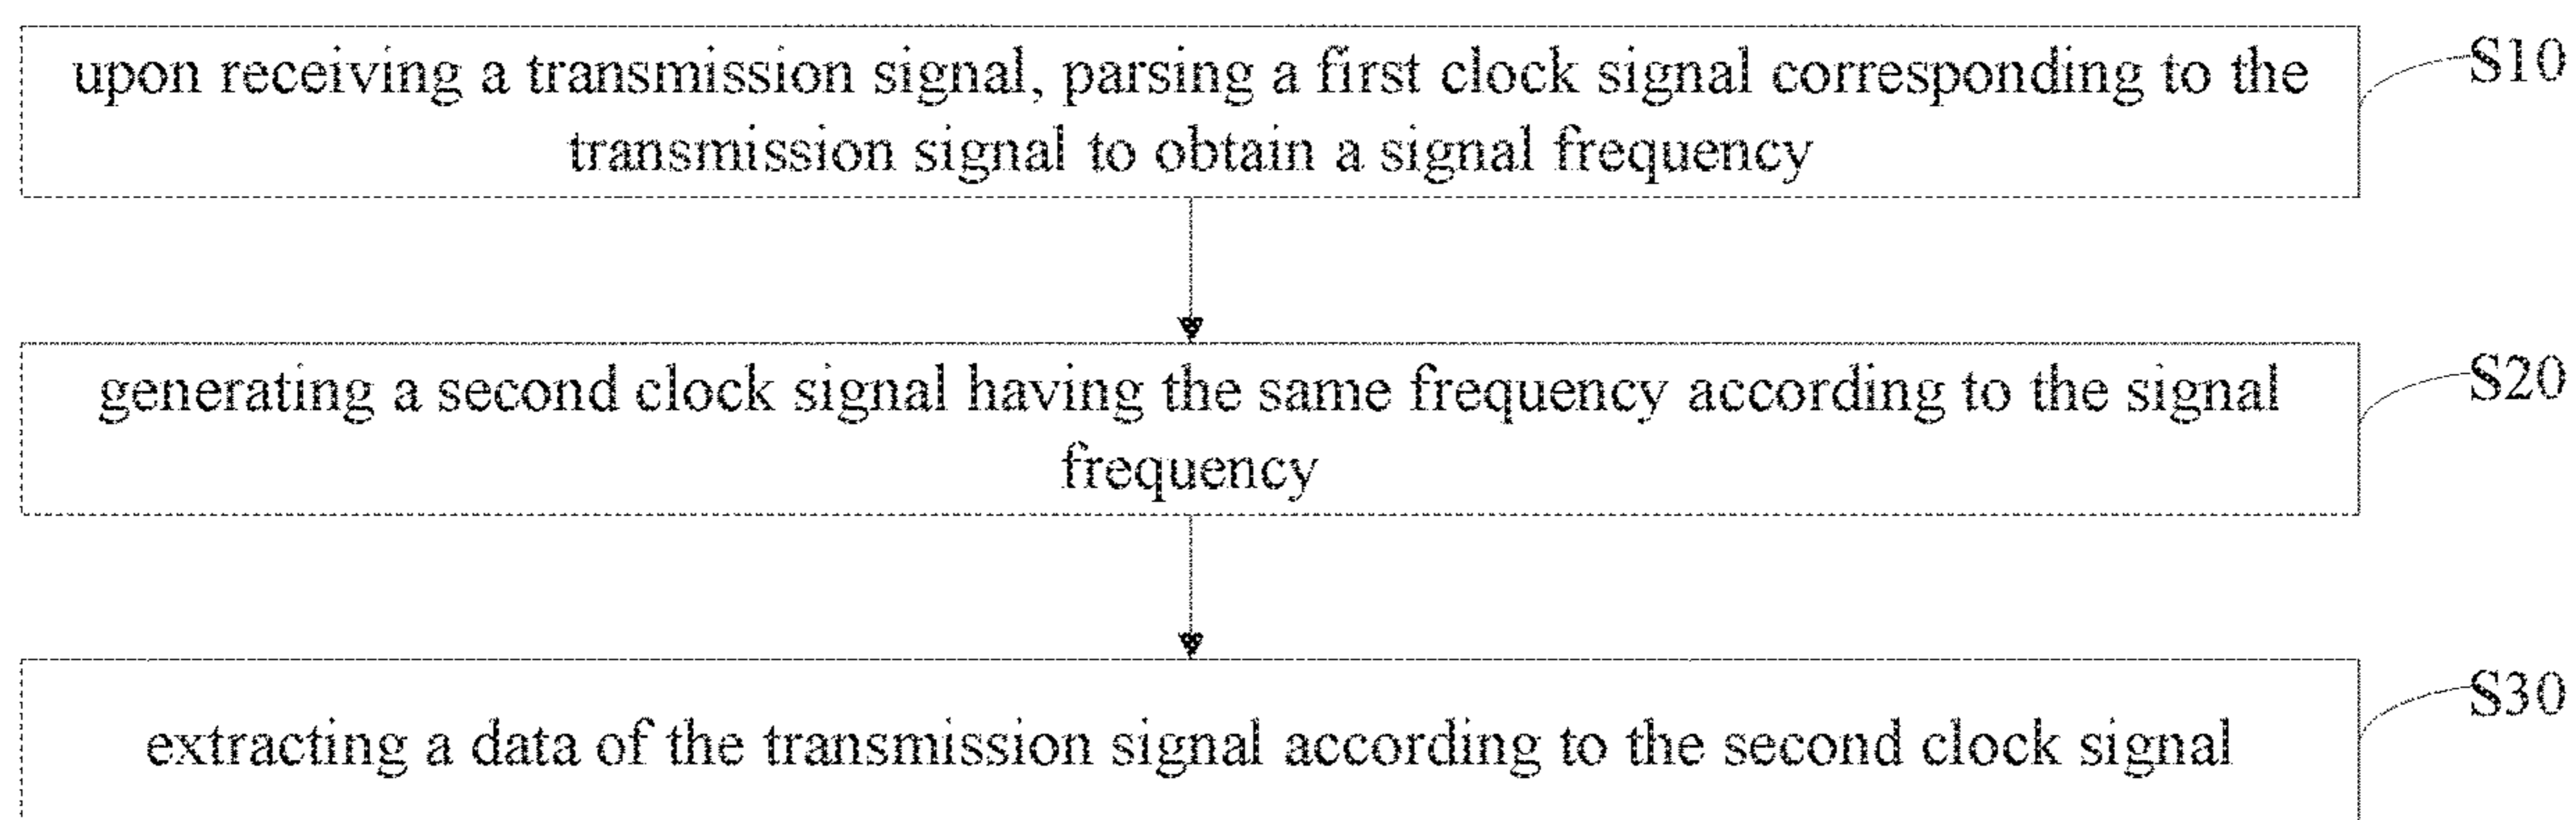 upon receiving a transmission signal, parsing a first clock signal corresponding to the
transmission signal to obtain a signal frequency
S10
generating a second clock signal having the same frequency according to the signal
frequency
S20
extracting a data of the transmission signal according to the second clock signal
S30